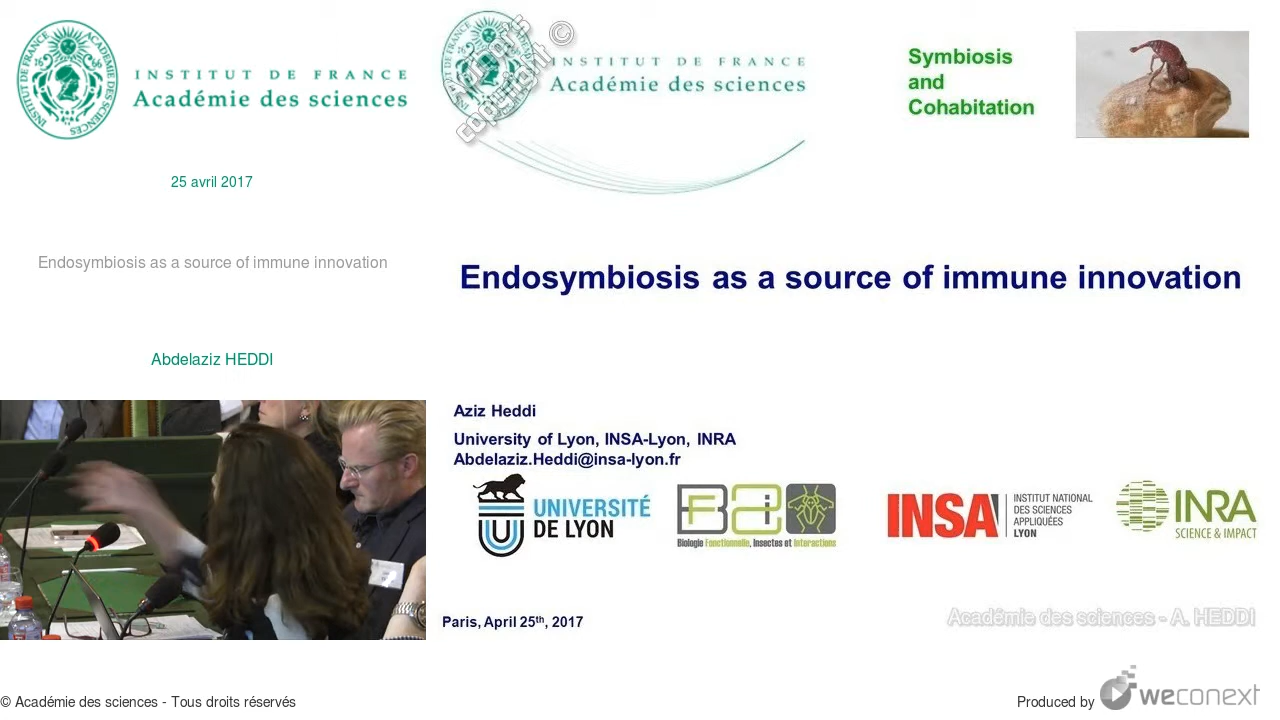 INSTITUT DE FRANCE
Académie des sciences
25 avril 2017
Endosymbiosis as a source of immune innovation
Abdelaziz HEDDI
copyright ©
INSTITUT DE FRANCE
Académie des sciences
Symbiosis
and
Cohabitation
Endosymbiosis as a source of immune innovation
Aziz Heddi
University of Lyon, INSA-Lyon, INRA
Abdelaziz.Heddi@insa-lyon.fr
UNIVERSITÉ
DE LYON
BF2i
Biologie Fonctionnelle, Insectes et Interactions
INSA
INSTITUT NATIONAL
DES SCIENCES
APPLIQUÉES
LYON
INRA
SCIENCE & IMPACT
Paris, April 25th, 2017
Académie des sciences - A. HEDDI
© Académie des sciences - Tous droits réservés
Produced by weconext